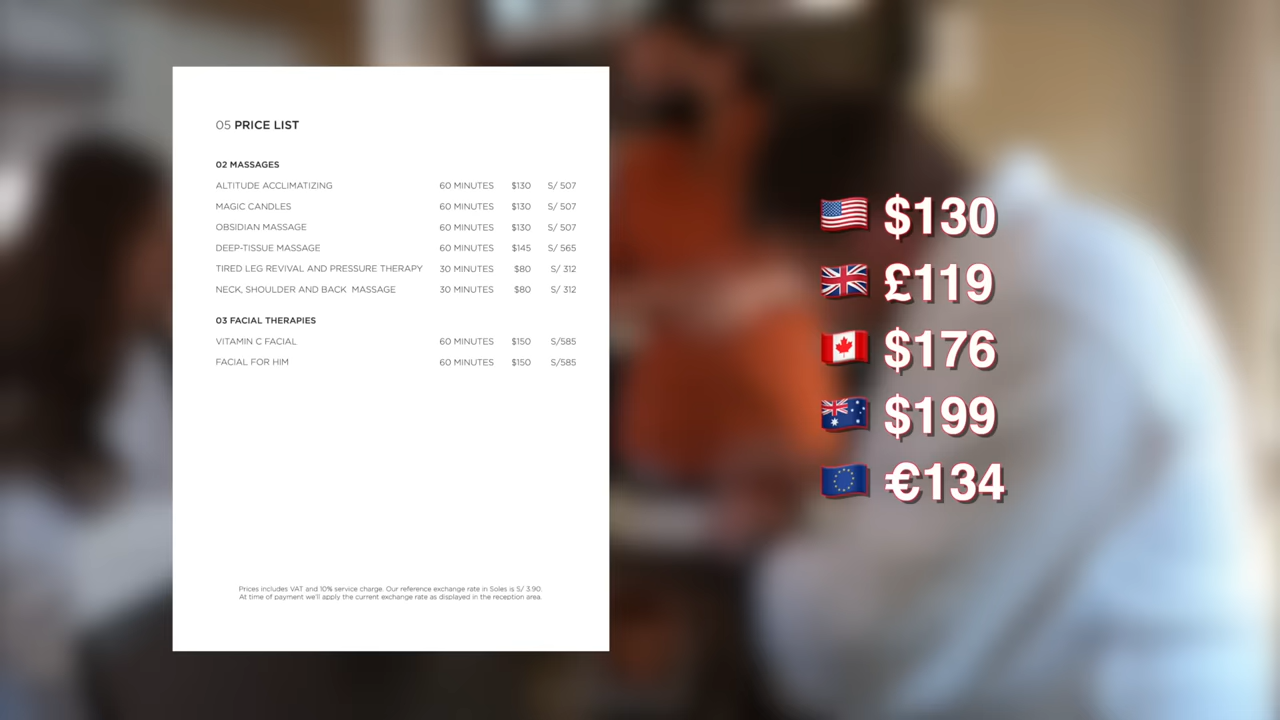 05 PRICE LIST
02 MASSAGES
ALTITUDE ACCLIMATIZING 60 MINUTES $130 S/ 507
MAGIC CANDLES 60 MINUTES $130 S/ 507
OBSIDIAN MASSAGE 60 MINUTES $130 S/ 507
DEEP-TISSUE MASSAGE 60 MINUTES $145 S/ 565
TIRED LEG REVIVAL AND PRESSURE THERAPY 30 MINUTES $80 S/ 312
NECK, SHOULDER AND BACK MASSAGE 30 MINUTES $80 S/ 312
03 FACIAL THERAPIES
VITAMIN C FACIAL 60 MINUTES $150 S/585
FACIAL FOR HIM 60 MINUTES $150 S/585
Prices includes VAT and 10% service charge. Our reference exchange rate in Soles is S/ 3.90.
At time of payment we'll apply the current exchange rate as displayed in the reception area.
$130
£119
$176
$199
€134